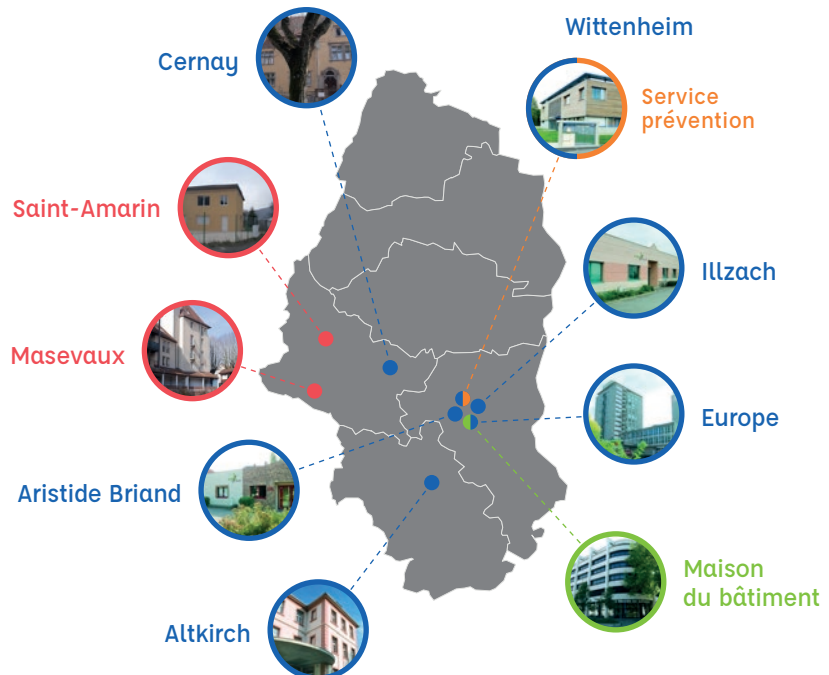 Wittenheim
Cernay
Service
prévention
Saint-Amarin
Illzach
Masevaux
Europe
Aristide Briand
Maison
du bâtiment
Altkirch